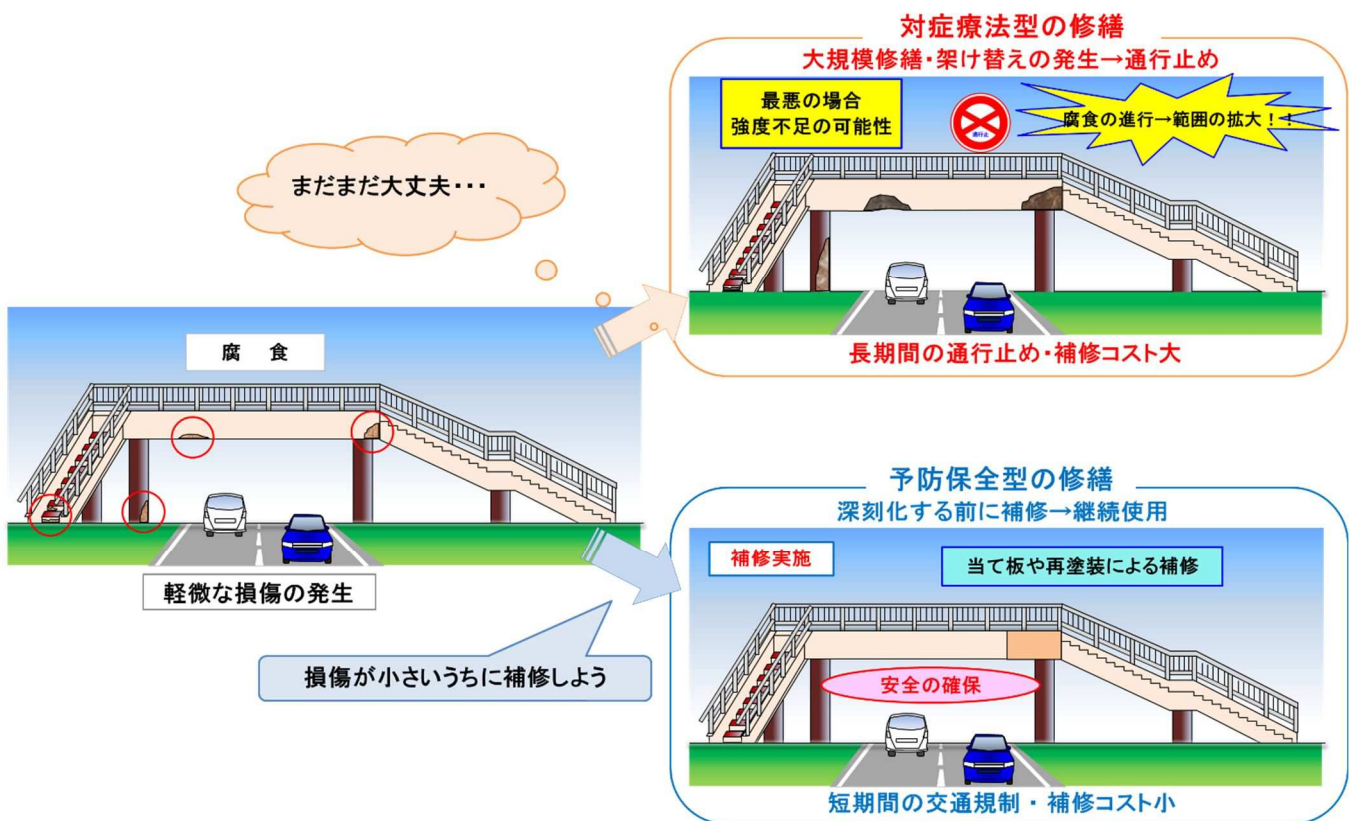 対症療法型の修繕
大規模修繕・架け替えの発生→通行止め
最悪の場合
強度不足の可能性
通行止
腐食の進行→範囲の拡大！！
まだまだ大丈夫・・・
長期間の通行止め・補修コスト大
腐　食
軽微な損傷の発生
損傷が小さいうちに補修しよう
予防保全型の修繕
深刻化する前に補修→継続使用
補修実施
当て板や再塗装による補修
安全の確保
短期間の交通規制・補修コスト小